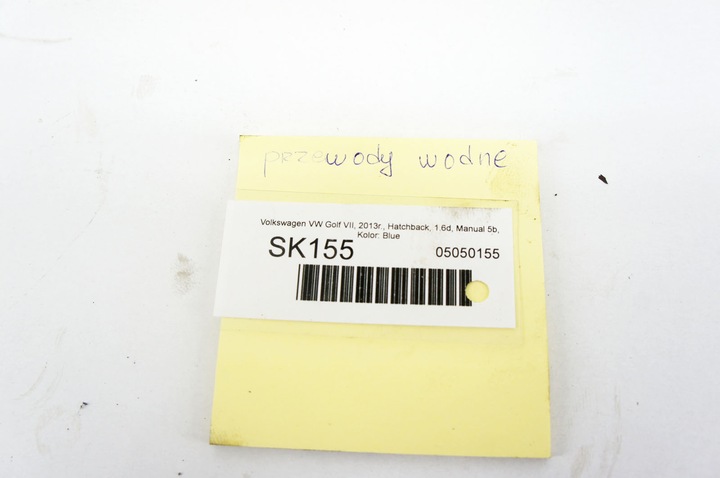 przewody wodne
Volkswagen VW Golf VII, 2013r., Hatchback, 1.6d, Manual 5b,
Kolor: Blue
SK155
05050155